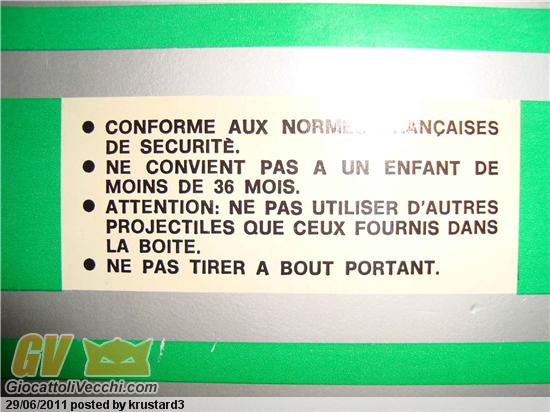 ● CONFORME AUX NORMES FRANÇAISES
DE SECURITÈ.
● NE CONVIENT PAS A UN ENFANT DE
MOINS DE 36 MOIS.
● ATTENTION: NE PAS UTILISER D'AUTRES
PROJECTILES QUE CEUX FOURNIS DANS
LA BOITE.
● NE PAS TIRER A BOUT PORTANT.
GV
GiocattoliVecchi.com
29/06/2011 posted by krustard3